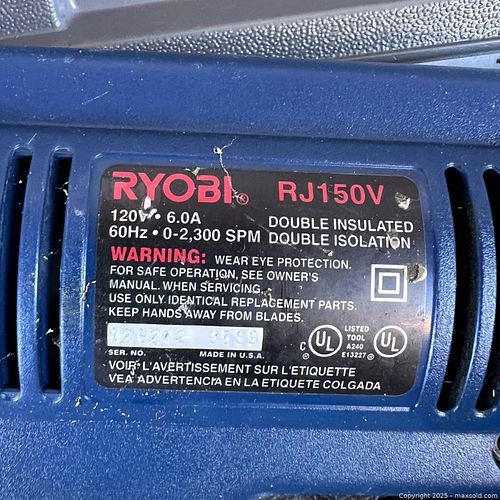 RYOBI® RJ150V
120V • 6.0A DOUBLE INSULATED
60Hz • 0-2,300 SPM DOUBLE ISOLATION
WARNING: WEAR EYE PROTECTION.
FOR SAFE OPERATION, SEE OWNER'S
MANUAL WHEN SERVICING,
USE ONLY IDENTICAL REPLACEMENT PARTS.
KEEP HANDS AWAY FROM BLADES.
SER. NO. MADE IN U.S.A.
C UL UL LISTED
TOOL
A240
E13227
VOIR L'AVERTISSEMENT SUR L'ETIQUETTE
VEA ADVERTENCIA EN LA ETIQUETTE COLGADA
Copyright © 2025 - maxsold.com